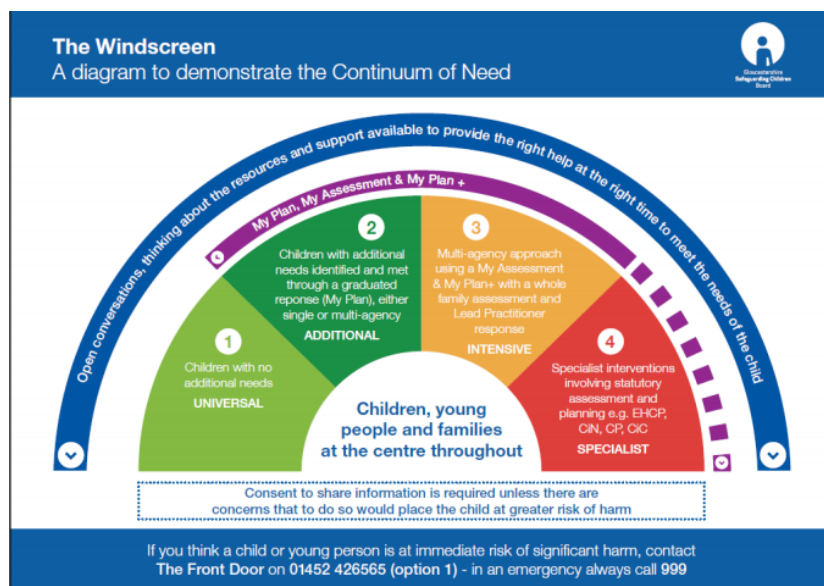 The Windscreen
A diagram to demonstrate the Continuum of Need
Gloucestershire
Safeguarding Children
Board
Open conversations, thinking about the resources and support available to provide the right help at the right time to meet the needs of the child
My Plan, My Assessment & My Plan +
1
Children with no
additional needs
UNIVERSAL
2
Children with additional
needs identified and met
through a graduated
reponse (My Plan), either
single or multi-agency
ADDITIONAL
3
Multi-agency approach
using a My Assessment
& My Plan+ with a whole
family assessment and
Lead Practitioner
response
INTENSIVE
4
Specialist interventions
involving statutory
assessment and
planning e.g. EHCP,
CiN, CP, CiC
SPECIALIST
Children, young
people and families
at the centre throughout
Consent to share information is required unless there are
concerns that to do so would place the child at greater risk of harm
If you think a child or young person is at immediate risk of significant harm, contact
The Front Door on 01452 426565 (option 1) - in an emergency always call 999